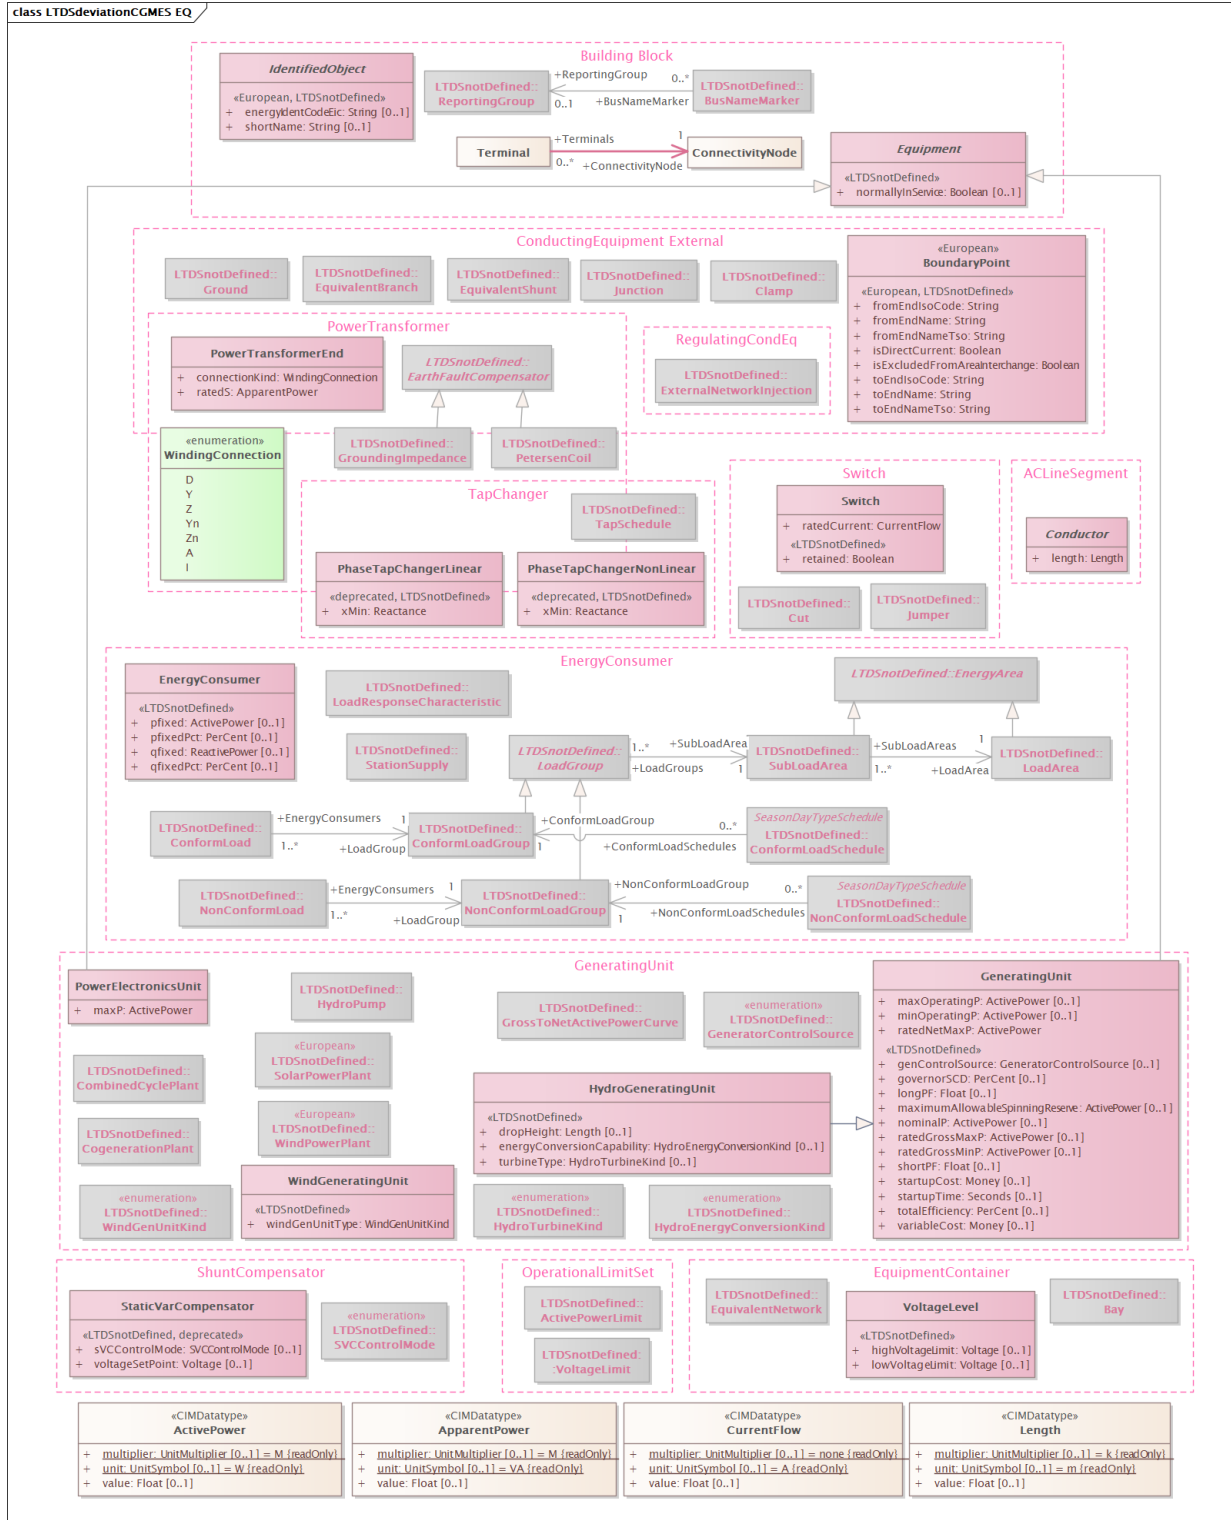 class LTDSdeviationCGMES EQ
Building Block
IdentifiedObject
«European, LTDSnotDefined»
+ energyIdentCodeEic: String [0..1]
+ shortName: String [0..1]
LTDSnotDefined::
ReportingGroup
+ReportingGroup
0..1
0..*
+BusNameMarker
LTDSnotDefined::
BusNameMarker
Terminal
+Terminals
0..*
1
+ConnectivityNode
ConnectivityNode
Equipment
«LTDSnotDefined»
+ normallyInService: Boolean [0..1]
ConductingEquipment External
LTDSnotDefined::
Ground
LTDSnotDefined::
EquivalentBranch
LTDSnotDefined::
EquivalentShunt
LTDSnotDefined::
Junction
LTDSnotDefined::
Clamp
«European»
BoundaryPoint
«European, LTDSnotDefined»
+ fromEndIsoCode: String
+ fromEndName: String
+ fromEndNameTso: String
+ isDirectCurrent: Boolean
+ isExcludedFromAreaInterchange: Boolean
+ toEndIsoCode: String
+ toEndName: String
+ toEndNameTso: String
PowerTransformer
PowerTransformerEnd
+ connectionKind: WindingConnection
+ ratedS: ApparentPower
LTDSnotDefined::
EarthFaultCompensator
RegulatingCondEq
LTDSnotDefined::
ExternalNetworkInjection
«enumeration»
WindingConnection
D
Y
Z
Yn
Zn
A
I
LTDSnotDefined::
GroundingImpedance
LTDSnotDefined::
PetersenCoil
TapChanger
LTDSnotDefined::
TapSchedule
PhaseTapChangerLinear
«deprecated, LTDSnotDefined»
+ xMin: Reactance
PhaseTapChangerNonLinear
«deprecated, LTDSnotDefined»
+ xMin: Reactance
Switch
Switch
+ ratedCurrent: CurrentFlow
«LTDSnotDefined»
+ retained: Boolean
LTDSnotDefined::
Cut
LTDSnotDefined::
Jumper
ACLineSegment
Conductor
+ length: Length
EnergyConsumer
EnergyConsumer
«LTDSnotDefined»
+ pfixed: ActivePower [0..1]
+ pfixedPct: PerCent [0..1]
+ qfixed: ReactivePower [0..1]
+ qfixedPct: PerCent [0..1]
LTDSnotDefined::
LoadResponseCharacteristic
LTDSnotDefined::
StationSupply
LTDSnotDefined::EnergyArea
LTDSnotDefined::
LoadGroup
1..*
+SubLoadArea
+LoadGroups
1
LTDSnotDefined::
SubLoadArea
+SubLoadAreas
1
1..*
+LoadArea
LTDSnotDefined::
LoadArea
LTDSnotDefined::
ConformLoad
+EnergyConsumers
1
1..*
+LoadGroup
LTDSnotDefined::
ConformLoadGroup
+ConformLoadGroup
0..*
1
+ConformLoadSchedules
SeasonDayTypeSchedule
LTDSnotDefined::
ConformLoadSchedule
LTDSnotDefined::
NonConformLoad
+EnergyConsumers
1
1..*
+LoadGroup
LTDSnotDefined::
NonConformLoadGroup
+NonConformLoadGroup
0..*
1
+NonConformLoadSchedules
SeasonDayTypeSchedule
LTDSnotDefined::
NonConformLoadSchedule
GeneratingUnit
PowerElectronicsUnit
+ maxP: ActivePower
LTDSnotDefined::
HydroPump
LTDSnotDefined::
GrossToNetActivePowerCurve
«enumeration»
LTDSnotDefined::
GeneratorControlSource
GeneratingUnit
+ maxOperatingP: ActivePower [0..1]
+ minOperatingP: ActivePower [0..1]
+ ratedNetMaxP: ActivePower
«LTDSnotDefined»
+ genControlSource: GeneratorControlSource [0..1]
+ governorSCD: PerCent [0..1]
+ longPF: Float [0..1]
+ maximumAllowableSpinningReserve: ActivePower [0..1]
+ nominalP: ActivePower [0..1]
+ ratedGrossMaxP: ActivePower [0..1]
+ ratedGrossMinP: ActivePower [0..1]
+ shortPF: Float [0..1]
+ startupCost: Money [0..1]
+ startupTime: Seconds [0..1]
+ totalEfficiency: PerCent [0..1]
+ variableCost: Money [0..1]
LTDSnotDefined::
CombinedCyclePlant
«European»
LTDSnotDefined::
SolarPowerPlant
HydroGeneratingUnit
«LTDSnotDefined»
+ dropHeight: Length [0..1]
+ energyConversionCapability: HydroEnergyConversionKind [0..1]
+ turbineType: HydroTurbineKind [0..1]
LTDSnotDefined::
CogenerationPlant
«European»
LTDSnotDefined::
WindPowerPlant
«enumeration»
LTDSnotDefined::
WindGenUnitKind
WindGeneratingUnit
«LTDSnotDefined»
+ windGenUnitType: WindGenUnitKind
«enumeration»
LTDSnotDefined::
HydroTurbineKind
«enumeration»
LTDSnotDefined::
HydroEnergyConversionKind
ShuntCompensator
StaticVarCompensator
«LTDSnotDefined, deprecated»
+ sVCControlMode: SVCControlMode [0..1]
+ voltageSetPoint: Voltage [0..1]
«enumeration»
LTDSnotDefined::
SVCControlMode
OperationalLimitSet
LTDSnotDefined::
ActivePowerLimit
LTDSnotDefined:
:VoltageLimit
EquipmentContainer
LTDSnotDefined::
EquivalentNetwork
VoltageLevel
«LTDSnotDefined»
+ highVoltageLimit: Voltage [0..1]
+ lowVoltageLimit: Voltage [0..1]
LTDSnotDefined::
Bay
«CIMDatatype»
ActivePower
+ multiplier: UnitMultiplier [0..1] = M {readOnly}
+ unit: UnitSymbol [0..1] = W {readOnly}
+ value: Float [0..1]
«CIMDatatype»
ApparentPower
+ multiplier: UnitMultiplier [0..1] = M {readOnly}
+ unit: UnitSymbol [0..1] = VA {readOnly}
+ value: Float [0..1]
«CIMDatatype»
CurrentFlow
+ multiplier: UnitMultiplier [0..1] = none {readOnly}
+ unit: UnitSymbol [0..1] = A {readOnly}
+ value: Float [0..1]
«CIMDatatype»
Length
+ multiplier: UnitMultiplier [0..1] = k {readOnly}
+ unit: UnitSymbol [0..1] = m {readOnly}
+ value: Float [0..1]